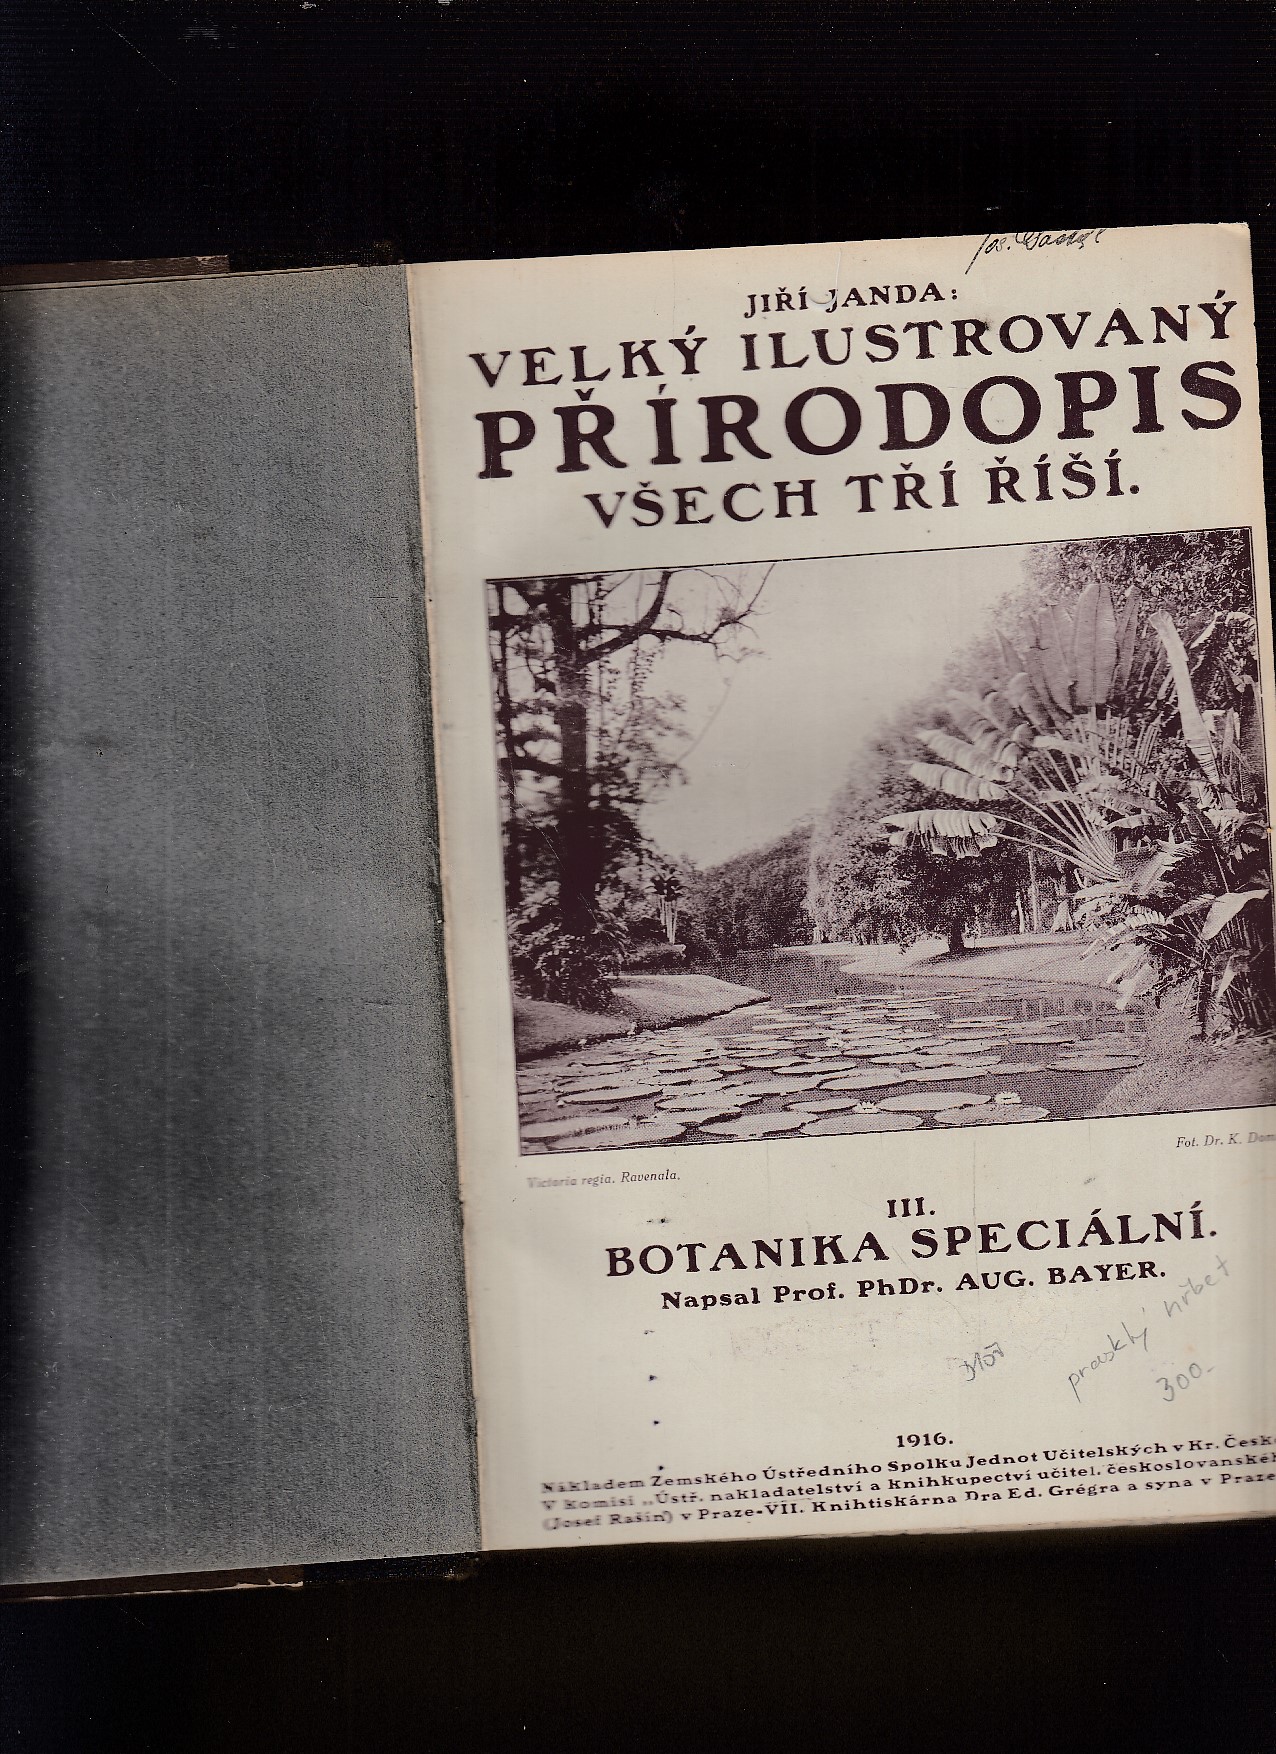 Jos.
JIŘÍ JANDA:
VELKÝ ILUSTROVANÝ
PŘÍRODOPIS
VŠECH TŘÍ ŘÍŠÍ.
Victoria regia. Ravenala.
Fot. Dr. K. Dom
III.
BOTANIKA SPECIÁLNÍ.
Napsal Prof. PhDr. AUG. BAYER.
prasklý hřbet
300.-
1916.
Nákladem Zemského Ústředního Spolku Jednot Učitelských v Kr. Česk
V komisi „Ústř. nakladatelství a knihkupectví učitel. českoslovanské
(Josef Rašín) v Praze-VII. Knihtiskárna Dra Ed. Grégra a syna v Praze